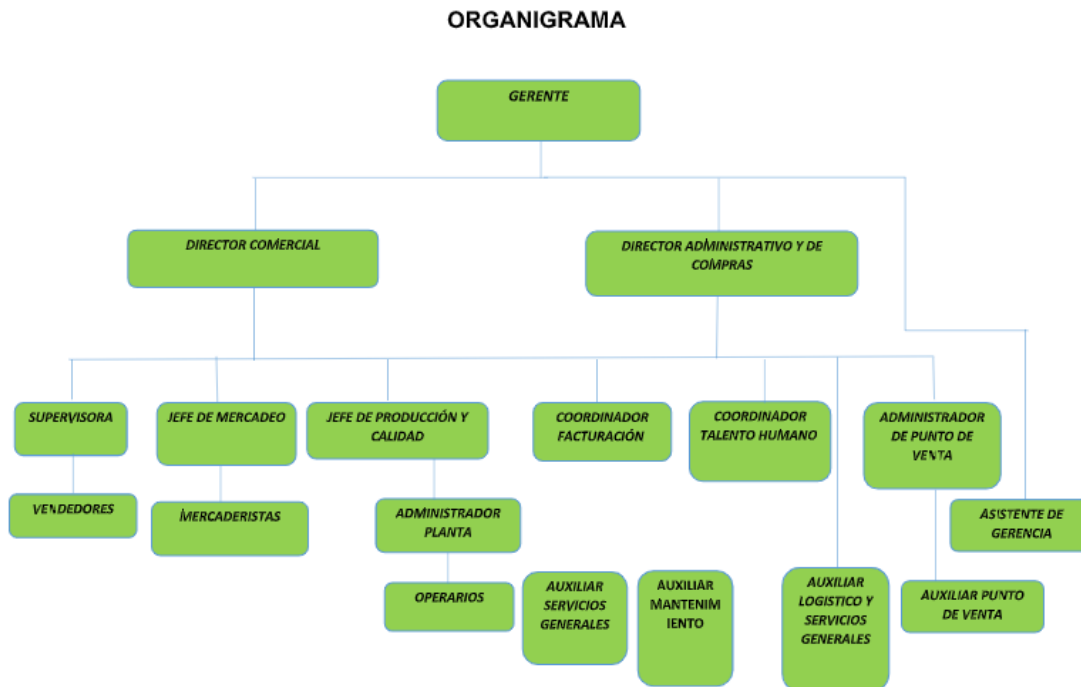 ORGANIGRAMA
GERENTE
DIRECTOR COMERCIAL
DIRECTOR ADMINISTRATIVO Y DE
COMPRAS
SUPERVISORA
JEFE DE MERCADEO
JEFE DE PRODUCCIÓN Y
CALIDAD
COORDINADOR
FACTURACIÓN
COORDINADOR
TALENTO HUMANO
ADMINISTRADOR
DE PUNTO DE
VENTA
VENDEDORES
MERCADERISTAS
ADMINISTRADOR
PLANTA
ASISTENTE DE
GERENCIA
OPERARIOS
AUXILIAR
SERVICIOS
GENERALES
AUXILIAR
MANTENIM
IENTO
AUXILIAR
LOGISTICO Y
SERVICIOS
GENERALES
AUXILIAR PUNTO
DE VENTA